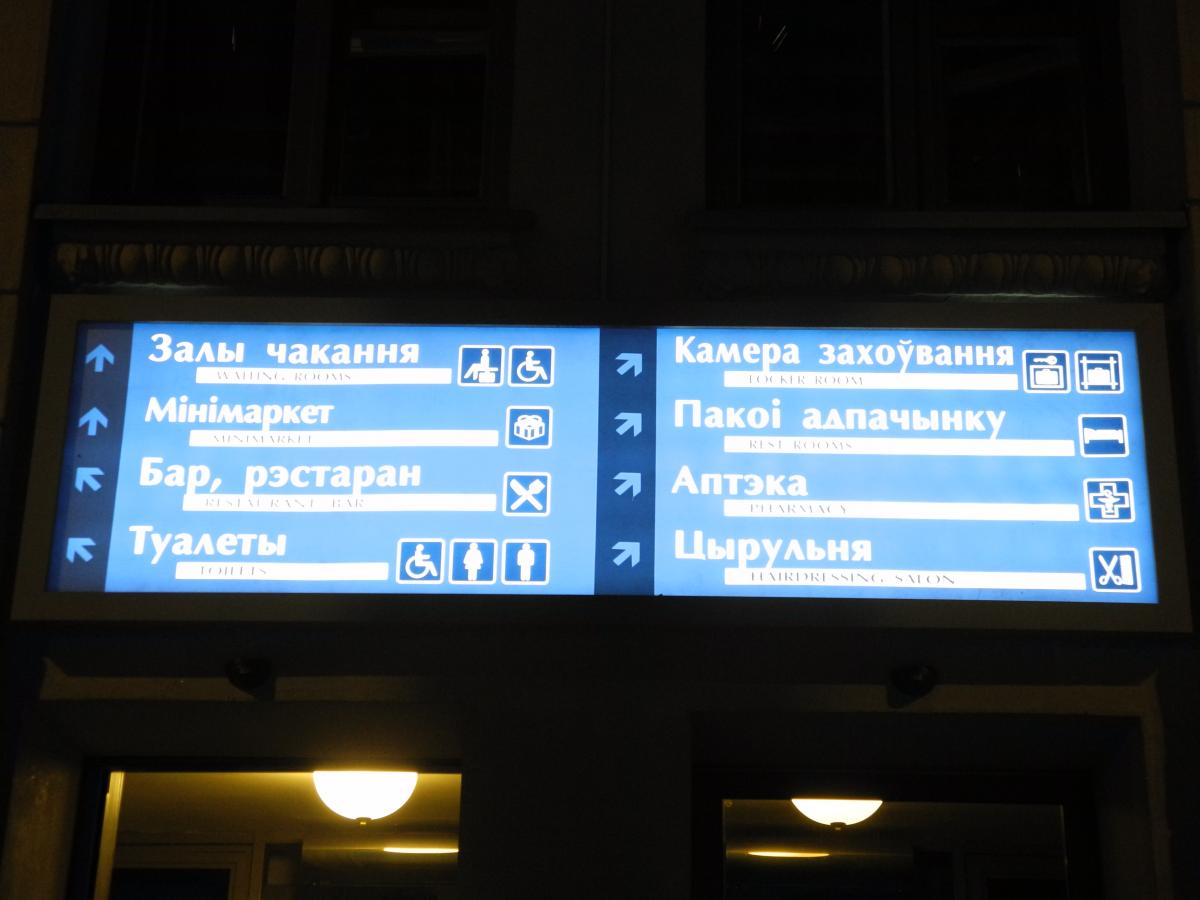 Залы чакання
WAITING ROOMS
Мінімаркет
MINIMARKET
Бар, рэстаран
RESTAURANT BAR
Туалеты
TOILETS
Камера захоўвання
LOCKER ROOM
Пакоі адпачынку
REST ROOMS
Аптэка
PHARMACY
Цырульня
HAIRDRESSING SALON